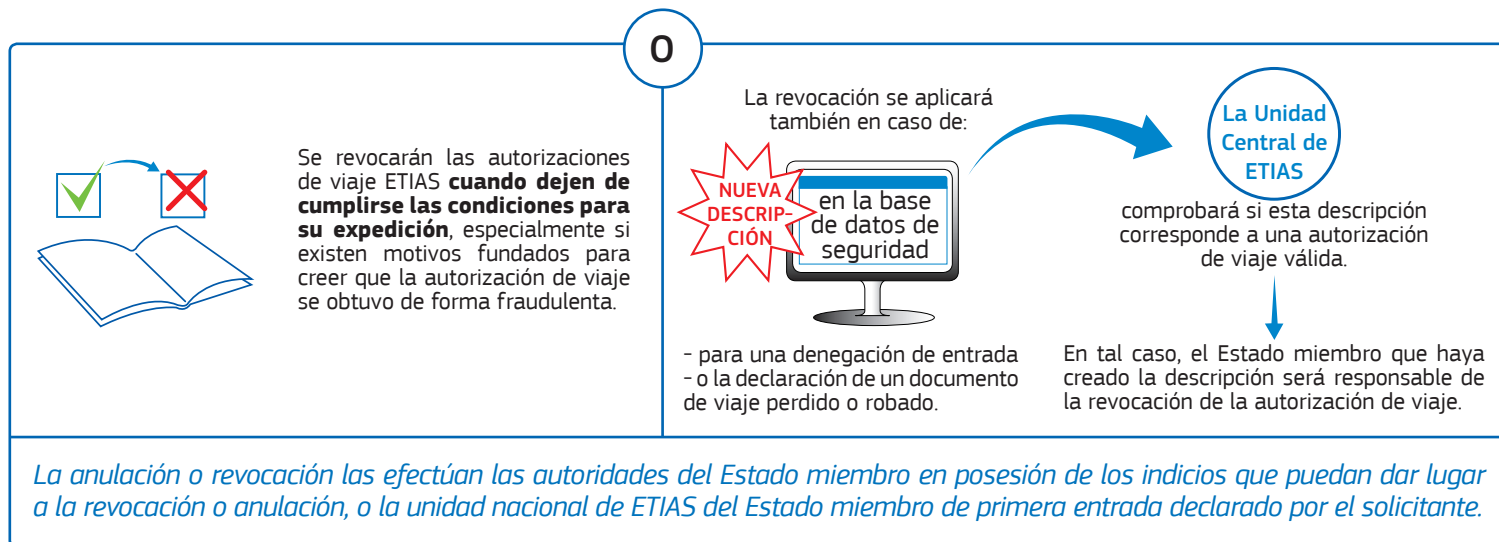 O
Se revocarán las autorizaciones
de viaje ETIAS cuando dejen de
cumplirse las condiciones para
su expedición, especialmente si
existen motivos fundados para
creer que la autorización de viaje
se obtuvo de forma fraudulenta.
La revocación se aplicará
también en caso de:
NUEVA
DESCRIP-
CIÓN
en la base
de datos de
seguridad
- para una denegación de entrada
- o la declaración de un documento
de viaje perdido o robado.
La Unidad
Central de
ETIAS
comprobará si esta descripción
corresponde a una autorización
de viaje válida.
En tal caso, el Estado miembro que haya
creado la descripción será responsable de
la revocación de la autorización de viaje.
La anulación o revocación las efectúan las autoridades del Estado miembro en posesión de los indicios que puedan dar lugar
a la revocación o anulación, o la unidad nacional de ETIAS del Estado miembro de primera entrada declarado por el solicitante.